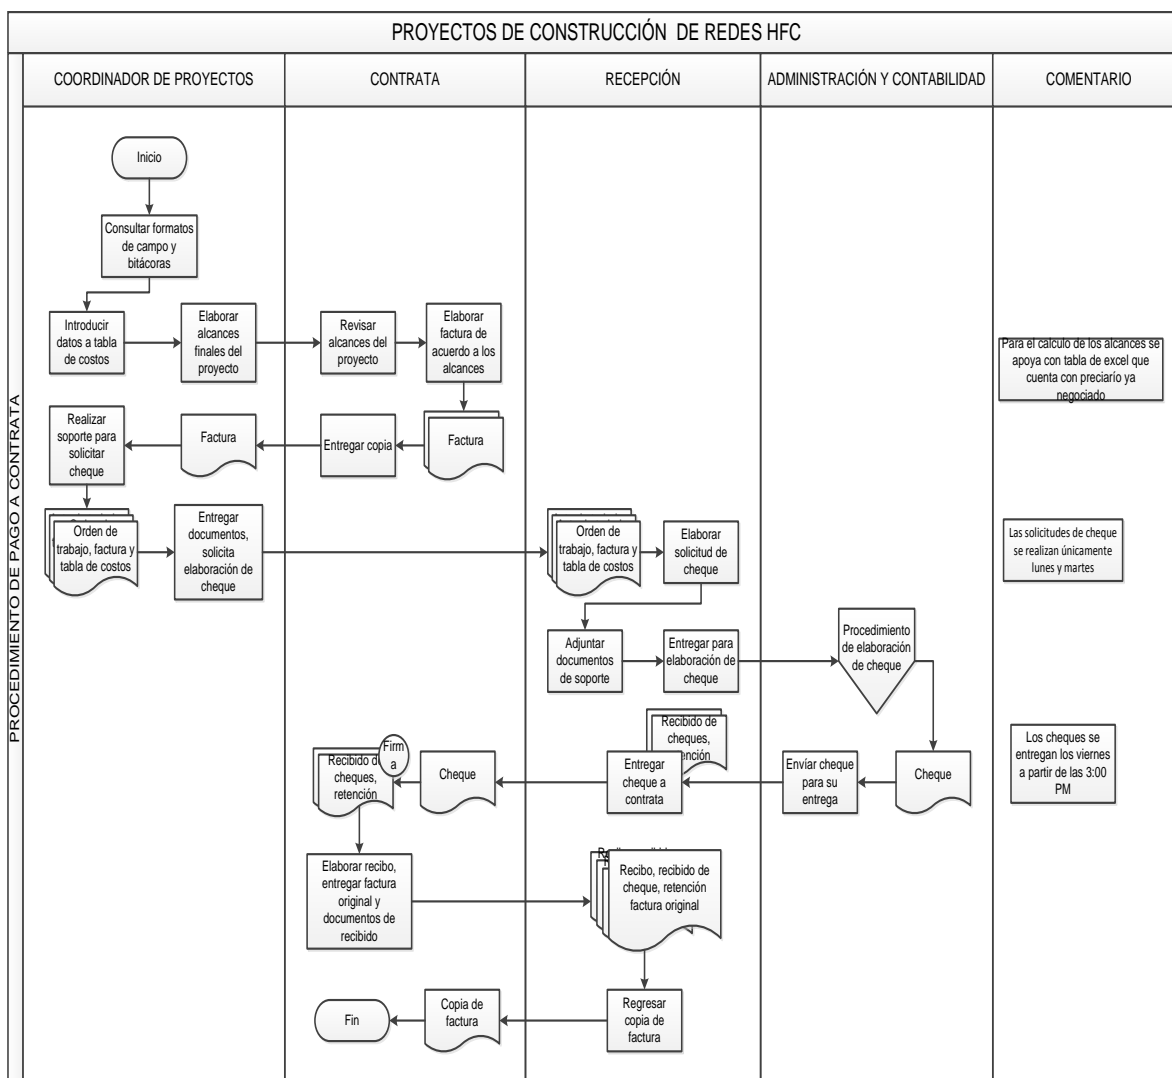 PROYECTOS DE CONSTRUCCIÓN DE REDES HFC
PROCEDIMIENTO DE PAGO A CONTRATA
COORDINADOR DE PROYECTOS
CONTRATA
RECEPCIÓN
ADMINISTRACIÓN Y CONTABILIDAD
COMENTARIO
Inicio
Consultar formatos
de campo y
bitácoras
Introducir
datos a tabla
de costos
Elaborar
alcances
finales del
proyecto
Revisar
alcances del
proyecto
Elaborar
factura de
acuerdo a los
alcances
Para el calculo de los alcances se
apoya con tabla de excel que
cuenta con preciarío ya
negociado
Realizar
soporte para
solicitar
cheque
Factura
Entregar copia
Factura
Orden de
trabajo, factura y
tabla de costos
Entregar
documentos,
solicita
elaboración de
cheque
Orden de
trabajo, factura y
tabla de costos
Elaborar
solicitud de
cheque
Las solicitudes de cheque
se realizan únicamente
lunes y martes
Adjuntar
documentos
de soporte
Entregar para
elaboración de
cheque
Procedimiento
de elaboración
de cheque
Firm
a
Recibido de
cheques,
retención
Cheque
Recibido de
cheques,
Entregar
cheque a
contrata
Envíar cheque
para su
entrega
Cheque
Los cheques se
entregan los viernes
a partir de las 3:00
PM
Elaborar recibo,
entregar factura
original y
documentos de
recibido
Recibo, recibido de
cheque, retención
factura original
Fin
Copia de
factura
Regresar
copia de
factura